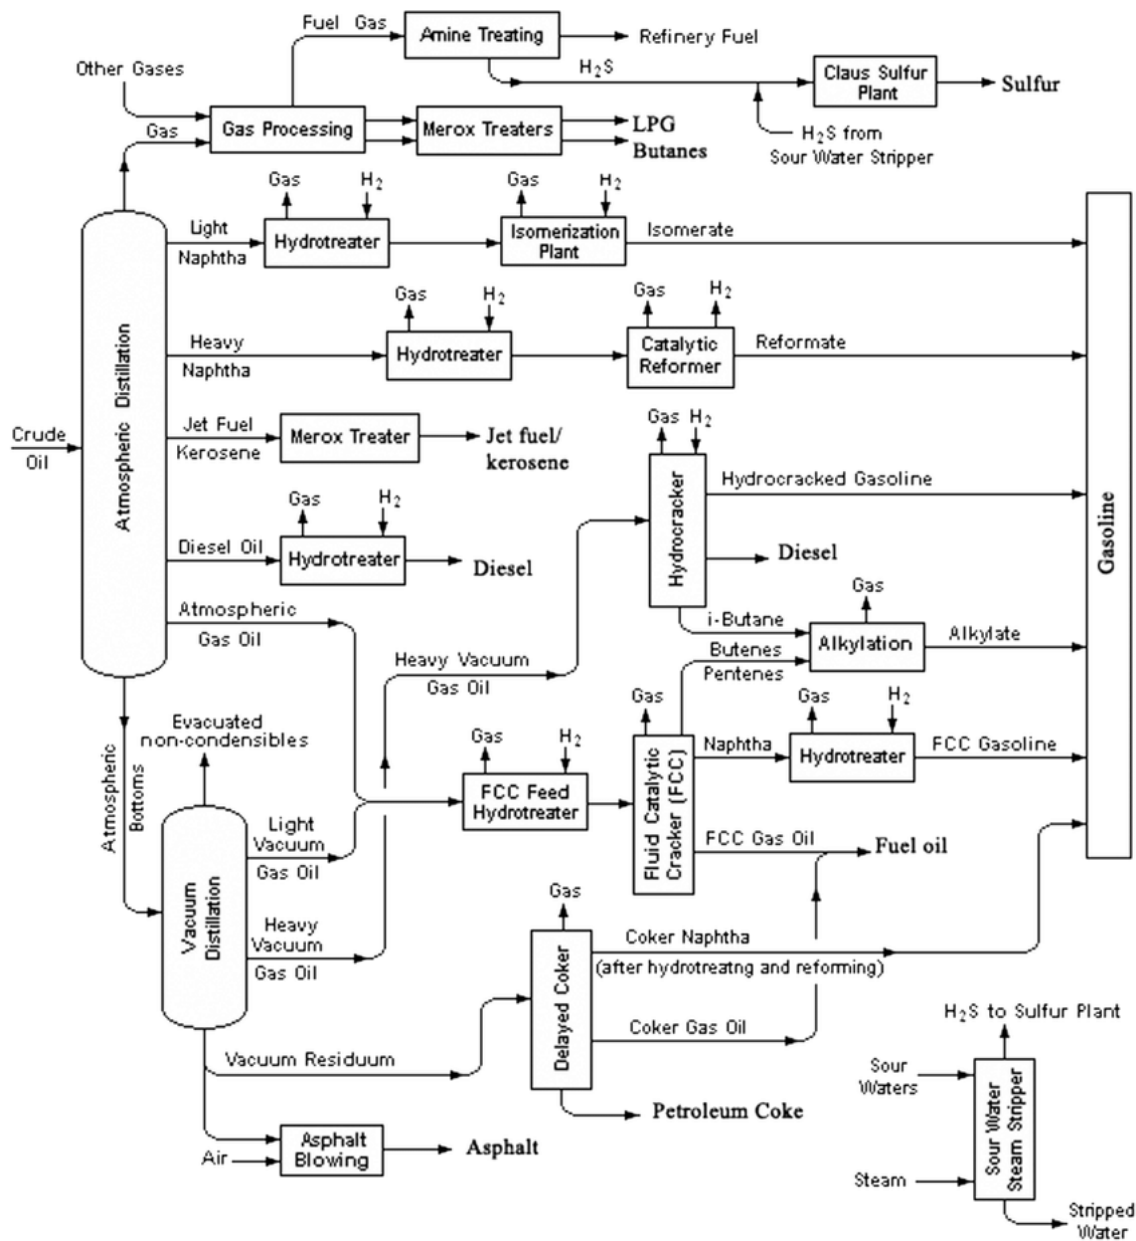 Fuel Gas
Amine Treating
Refinery Fuel
Other Gases
H2S
Claus Sulfur
Plant
Sulfur
Gas
Gas Processing
Merox Treaters
LPG
Butanes
H2S from
Sour Water Stripper
Gas
H2
Gas
H2
Light
Naphtha
Hydrotreater
Isomerization
Plant
Isomerate
Gas
H2
Gas
H2
Heavy
Naphtha
Hydrotreater
Catalytic
Reformer
Reformate
Crude
Oil
Atmospheric Distillation
Jet Fuel
Kerosene
Merox Treater
Jet fuel/
kerosene
Gas
H2
Hydrocracker
Hydrocracked Gasoline
Gasoline
Gas
H2
Diesel Oil
Hydrotreater
Diesel
Diesel
Atmospheric
Gas Oil
i-Butane
Gas
Alkylation
Alkylate
Butenes
Pentenes
Heavy Vacuum
Gas Oil
Evacuated
non-condensibles
Atmospheric
Bottoms
Gas
H2
FCC Feed
Hydrotreater
Gas
Fluid Catalytic
Cracker (FCC)
Naphtha
Gas
H2
Hydrotreater
FCC Gasoline
Light
Vacuum
Gas Oil
FCC Gas Oil
Fuel oil
Vacuum
Distillation
Heavy
Vacuum
Gas Oil
Gas
Delayed Coker
Coker Naphtha
(after hydrotreatng and reforming)
Coker Gas Oil
Vacuum Residuum
Petroleum Coke
Air
Asphalt
Blowing
Asphalt
H2S to Sulfur Plant
Sour
Waters
Sour Water
Steam Stripper
Steam
Stripped
Water